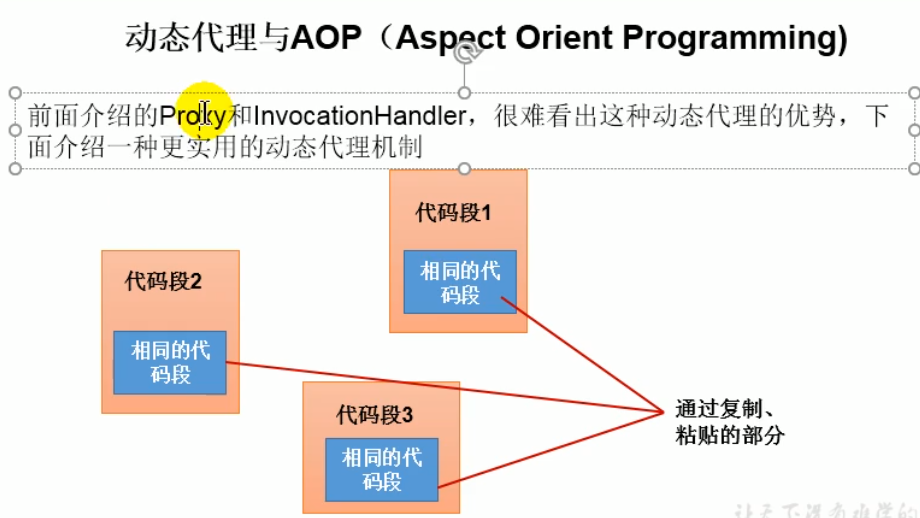 动态代理与AOP（Aspect Orient Programming)
前面介绍的Proxy和InvocationHandler，很难看出这种动态代理的优势，下
面介绍一种更实用的动态代理机制
代码段1
相同的代
码段
代码段2
相同的代
码段
代码段3
相同的代
码段
通过复制、
粘贴的部分